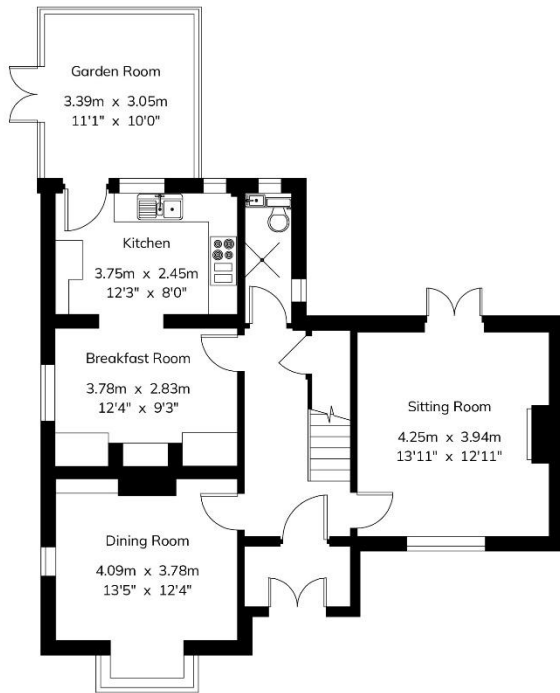 Garden Room
3.39m x 3.05m
11'1" x 10'0"
Kitchen
3.75m x 2.45m
12'3" x 8'0"
Breakfast Room
3.78m x 2.83m
12'4" x 9'3"
Sitting Room
4.25m x 3.94m
13'11" x 12'11"
Dining Room
4.09m x 3.78m
13'5" x 12'4"